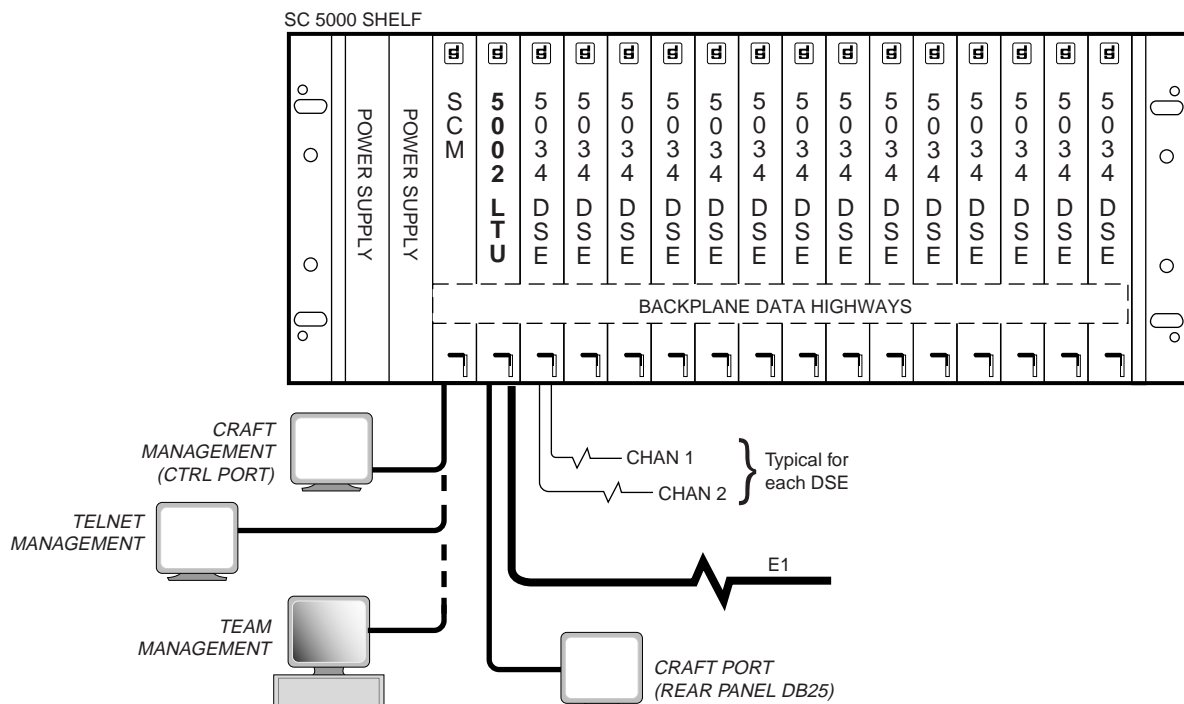 SC 5000 SHELF
POWER SUPPLY
POWER SUPPLY
SCM
5002 LTU
5034 DSE
5034 DSE
5034 DSE
5034 DSE
5034 DSE
5034 DSE
5034 DSE
5034 DSE
5034 DSE
5034 DSE
5034 DSE
5034 DSE
5034 DSE
5034 DSE
BACKPLANE DATA HIGHWAYS
CRAFT
MANAGEMENT
(CTRL PORT)
CHAN 1
CHAN 2
Typical for
each DSE
TELNET
MANAGEMENT
E1
TEAM
MANAGEMENT
CRAFT PORT
(REAR PANEL DB25)